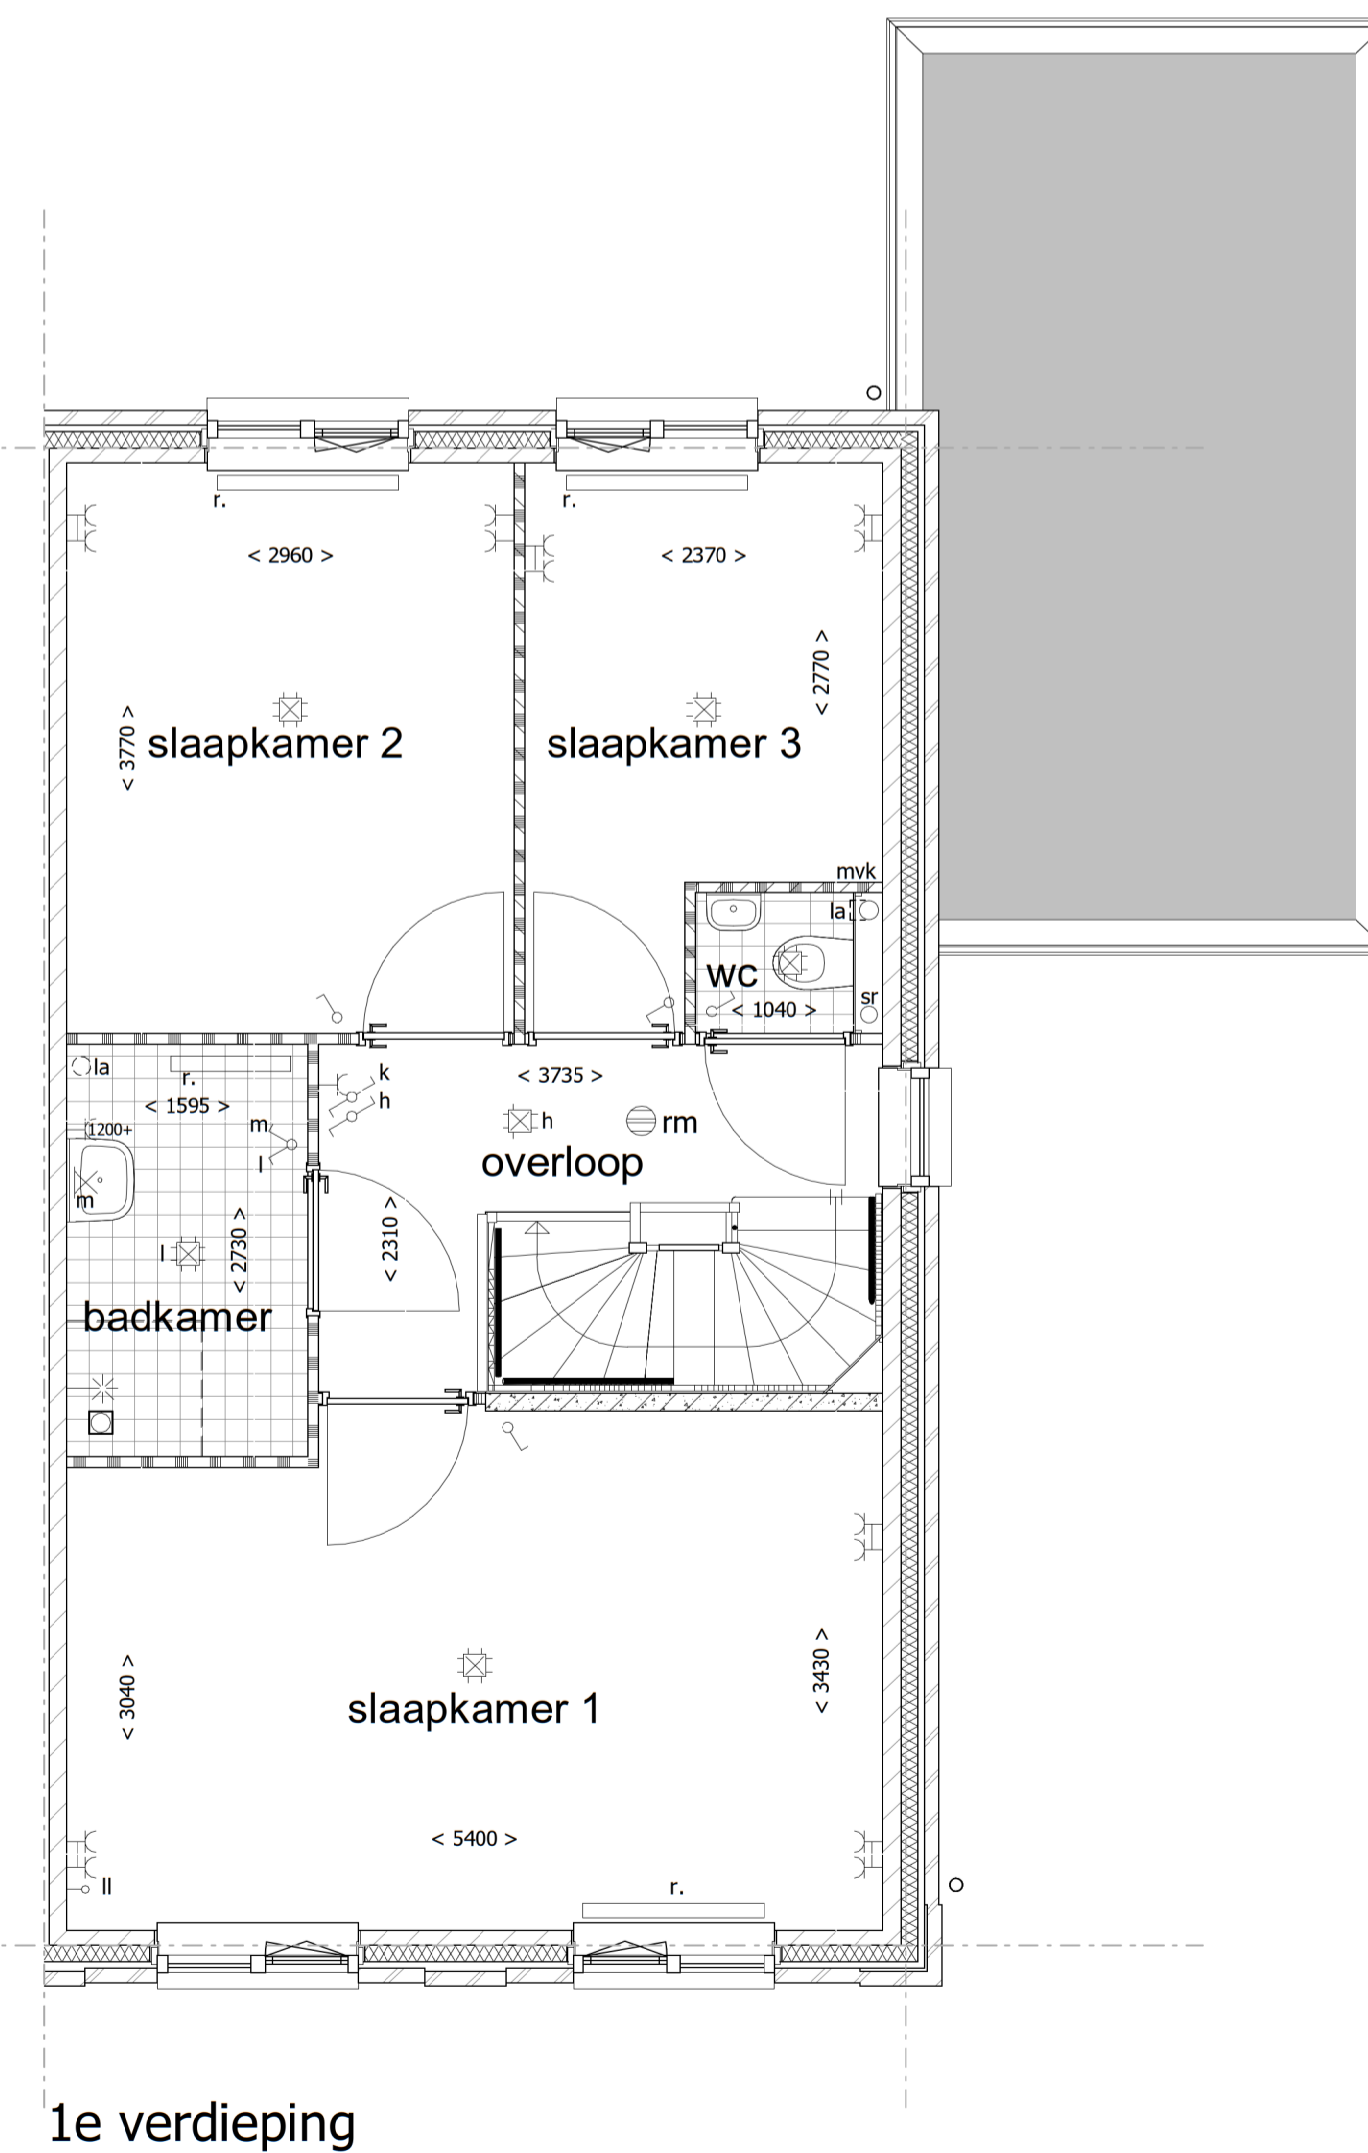 r.
r.
< 2960 >
< 2370 >
< 2770 >
< 3770 >
slaapkamer 2
slaapkamer 3
mvk
la
wc
sr
< 1040 >
la
r.
k
< 3735 >
< 1595 >
h
1200+
m
h
rm
l
overloop
m
< 2310 >
< 2730 >
l
badkamer
< 3040 >
< 3430 >
slaapkamer 1
< 5400 >
ll
r.
1e verdieping